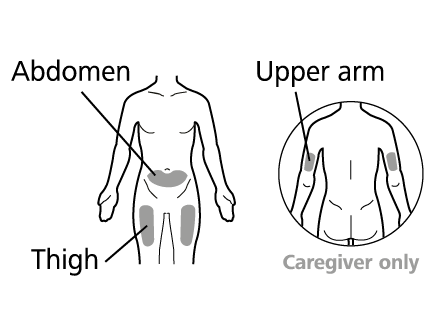 Abdomen
Upper arm
Thigh
Caregiver only